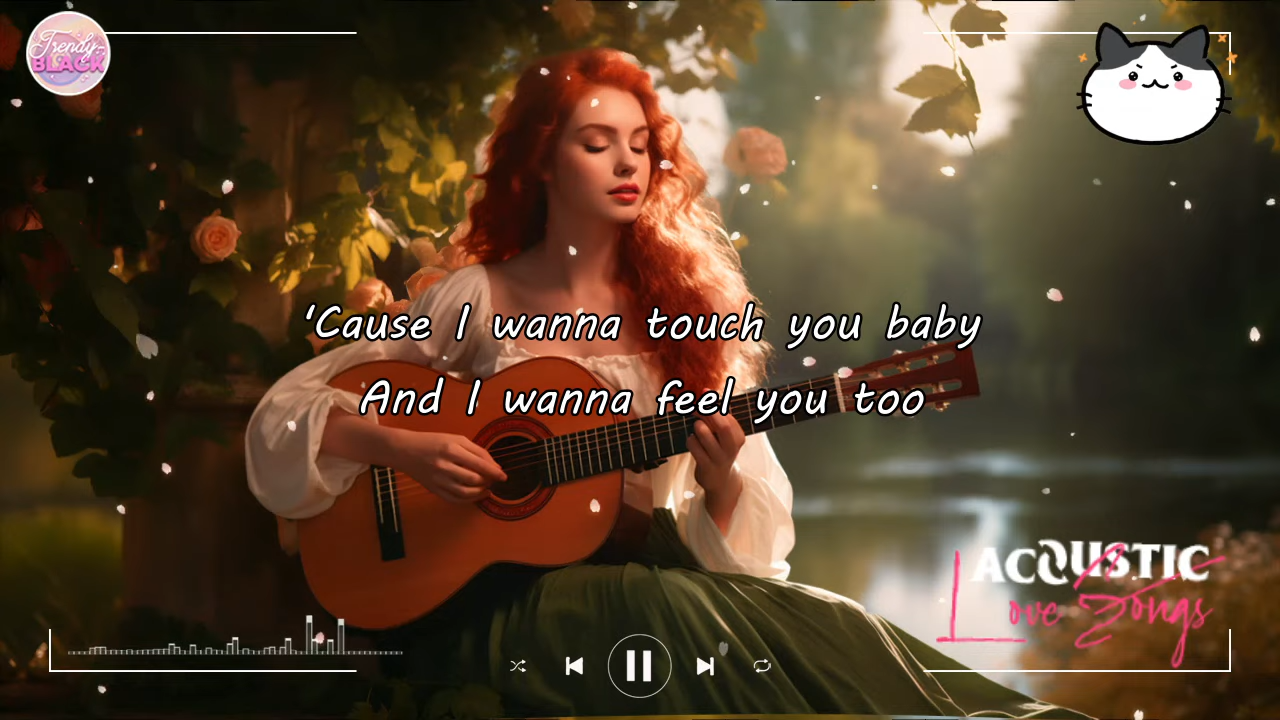 Trendy
BLACK
‘Cause I wanna touch you baby
And I wanna feel you too
ACOUSTIC
Love Songs